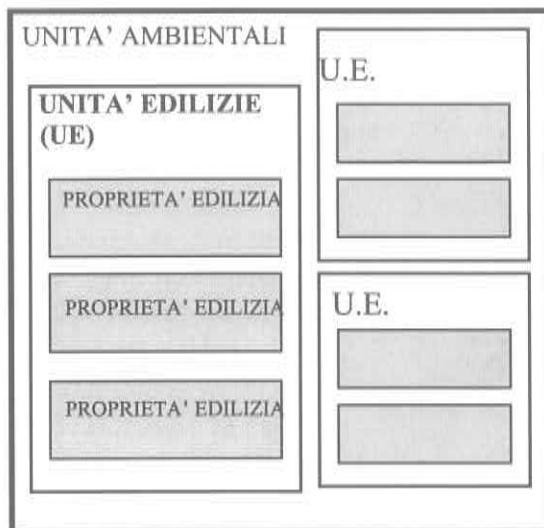 UNITA' AMBIENTALI
UNITA' EDILIZIE
(UE)
PROPRIETA' EDILIZIA
PROPRIETA' EDILIZIA
PROPRIETA' EDILIZIA
U.E.
U.E.